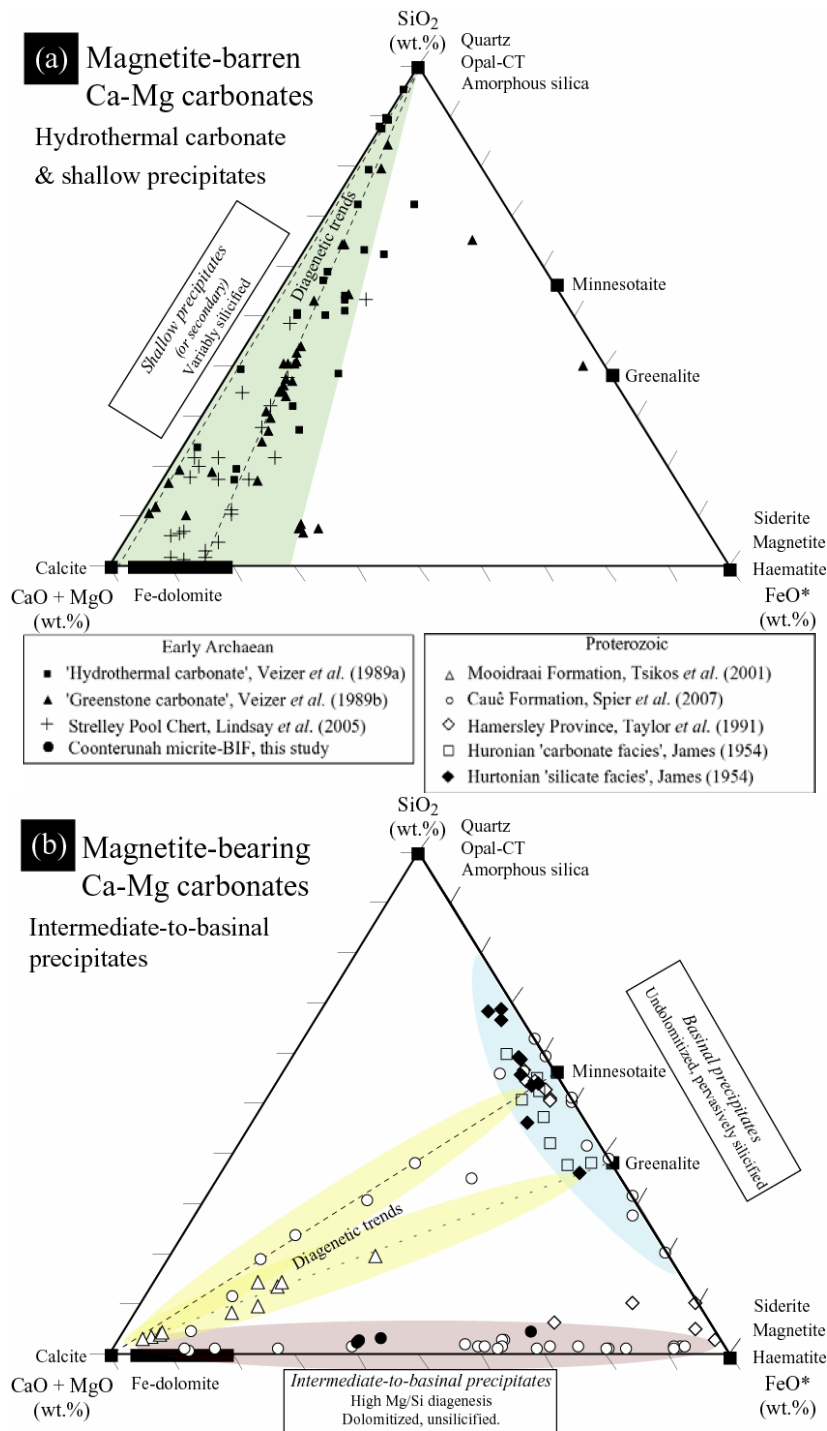 (a) Magnetite-barren
Ca-Mg carbonates
Hydrothermal carbonate
& shallow precipitates
SiO2
(wt.%)
Quartz
Opal-CT
Amorphous silica
Shallow precipitates
(or secondary)
Variably silicified
Diagenetic trends
Minnesotaite
Greenalite
Siderite
Magnetite
Haematite
FeO*
(wt.%)
Calcite
CaO + MgO
(wt.%)
Fe-dolomite
Early Archaean
'Hydrothermal carbonate', Veizer et al. (1989a)
'Greenstone carbonate', Veizer et al. (1989b)
Strelley Pool Chert, Lindsay et al. (2005)
Coonterunah micrite-BIF, this study
Proterozoic
Mooidraai Formation, Tsikos et al. (2001)
Cauê Formation, Spier et al. (2007)
Hamersley Province, Taylor et al. (1991)
Huronian 'carbonate facies', James (1954)
Hurtonian 'silicate facies', James (1954)
(b) Magnetite-bearing
Ca-Mg carbonates
Intermediate-to-basinal
precipitates
SiO2
(wt.%)
Quartz
Opal-CT
Amorphous silica
Basinal precipitates
Undolomitized, pervasively silicified
Minnesotaite
Greenalite
Diagenetic trends
Siderite
Magnetite
Haematite
FeO*
(wt.%)
Calcite
CaO + MgO
(wt.%)
Fe-dolomite
Intermediate-to-basinal precipitates
High Mg/Si diagenesis
Dolomitized, unsilicified.